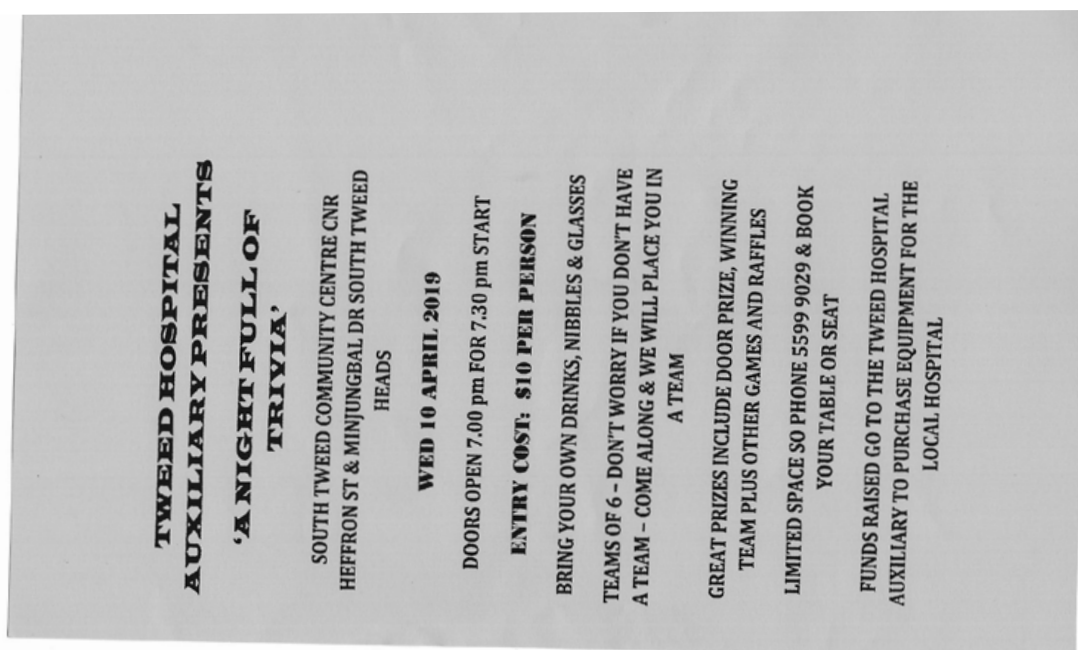 TWEED HOSPITAL
AUXILIARY PRESENTS
‘A NIGHT FULL OF
TRIVIA’
SOUTH TWEED COMMUNITY CENTRE CNR
HEFFRON ST & MINJUNGBAL DR SOUTH TWEED
HEADS
WED 10 APRIL 2019
DOORS OPEN 7.00 pm FOR 7.30 pm START
ENTRY COST: $10 PER PERSON
BRING YOUR OWN DRINKS, NIBBLES & GLASSES
TEAMS OF 6 – DON'T WORRY IF YOU DON'T HAVE
A TEAM – COME ALONG & WE WILL PLACE YOU IN
A TEAM
GREAT PRIZES INCLUDE DOOR PRIZE, WINNING
TEAM PLUS OTHER GAMES AND RAFFLES
LIMITED SPACE SO PHONE 5599 9029 & BOOK
YOUR TABLE OR SEAT
FUNDS RAISED GO TO THE TWEED HOSPITAL
AUXILIARY TO PURCHASE EQUIPMENT FOR THE
LOCAL HOSPITAL